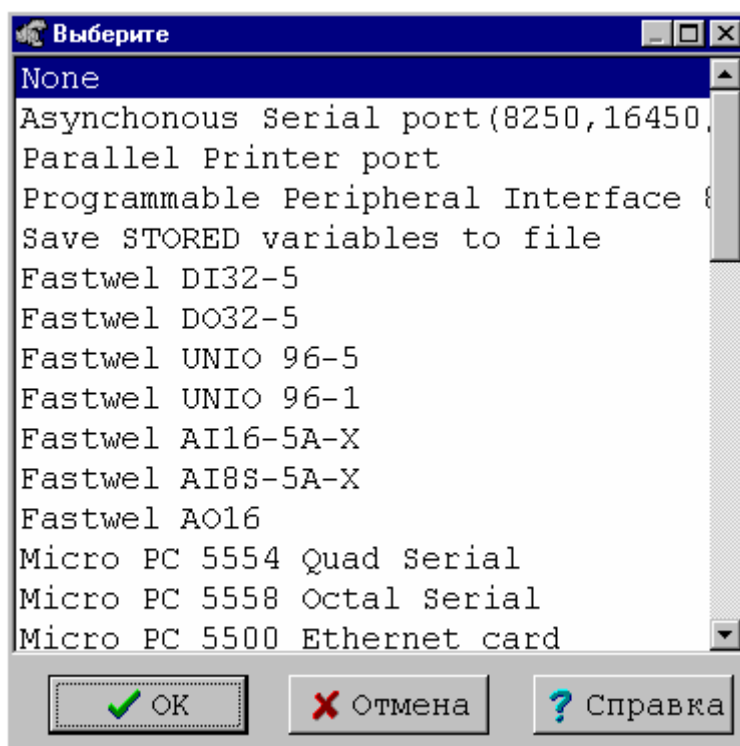 Выберите
None
Asynchonous Serial port(8250,16450,
Parallel Printer port
Programmable Peripheral Interface
Save STORED variables to file
Fastwel DI32-5
Fastwel DO32-5
Fastwel UNIO 96-5
Fastwel UNIO 96-1
Fastwel AI16-5A-X
Fastwel AI8S-5A-X
Fastwel AO16
Micro PC 5554 Quad Serial
Micro PC 5558 Octal Serial
Micro PC 5500 Ethernet card
OK Отмена Справка